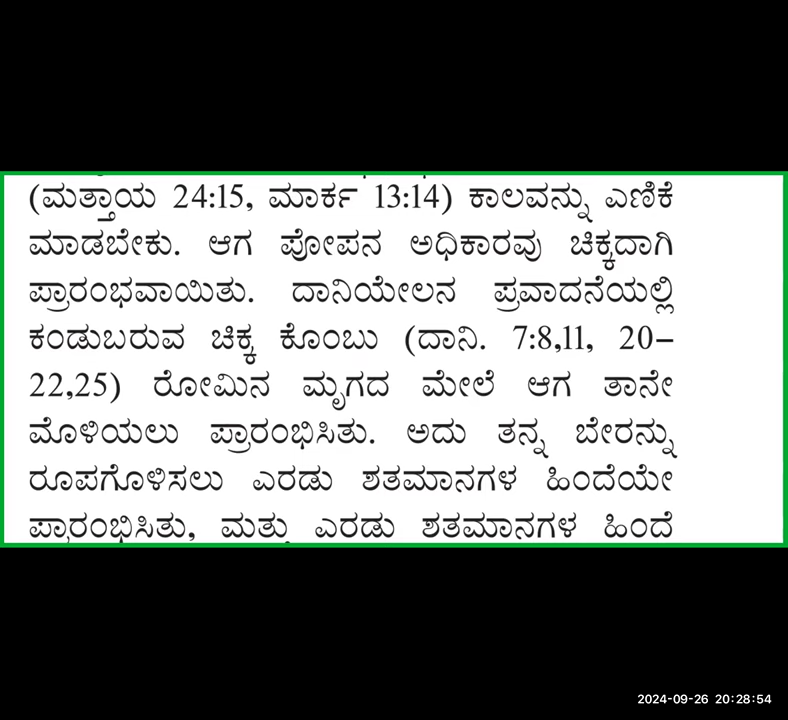 (ಮತ್ತಾಯ 24:15, ಮಾರ್ಕ 13:14) ಕಾಲವನ್ನು ಎಣಿಕೆ
ಮಾಡಬೇಕು. ಆಗ ಪೋಪನ ಅಧಿಕಾರವು ಚಿಕ್ಕದಾಗಿ
ಪ್ರಾರಂಭವಾಯಿತು. ದಾನಿಯೇಲನ ಪ್ರವಾದನೆಯಲ್ಲಿ
ಕಂಡುಬರುವ ಚಿಕ್ಕ ಕೊಂಬು (ದಾನಿ. 7:8,11, 20–
22,25) ರೋಮಿನ ಮೃಗದ ಮೇಲೆ ಆಗ ತಾನೇ
ಮೊಳೆಯಲು ಪ್ರಾರಂಭಿಸಿತು. ಅದು ತನ್ನ ಬೇರನ್ನು
ರೂಪಗೊಳಿಸಲು ಎರಡು ಶತಮಾನಗಳ ಹಿಂದೆಯೇ
ಪ್ರಾರಂಭಿಸಿತು, ಮತ್ತು ಎರಡು ಶತಮಾನಗಳ ಹಿಂದೆ
2024-09-26 20:28:54